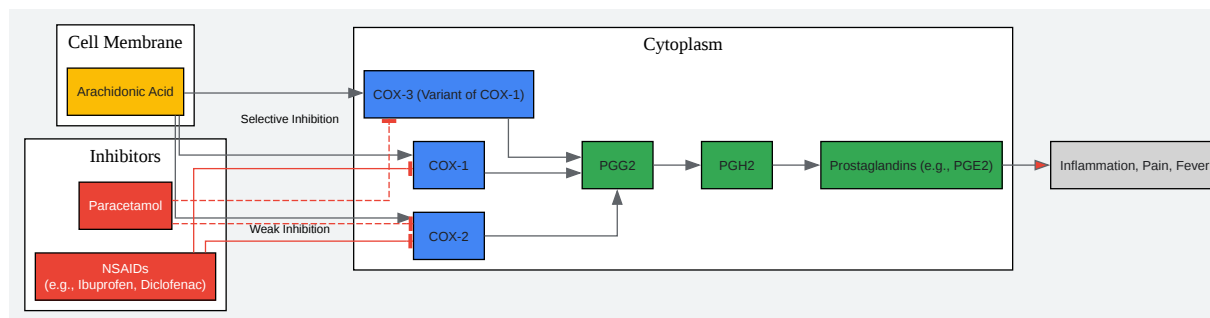 Cell Membrane
Arachidonic Acid
Inhibitors
Paracetamol
NSAIDs
(e.g., Ibuprofen, Diclofenac)
Selective Inhibition
Weak Inhibition
Cytoplasm
COX-3 (Variant of COX-1)
COX-1
COX-2
PGG2
PGH2
Prostaglandins (e.g., PGE2)
Inflammation, Pain, Fever